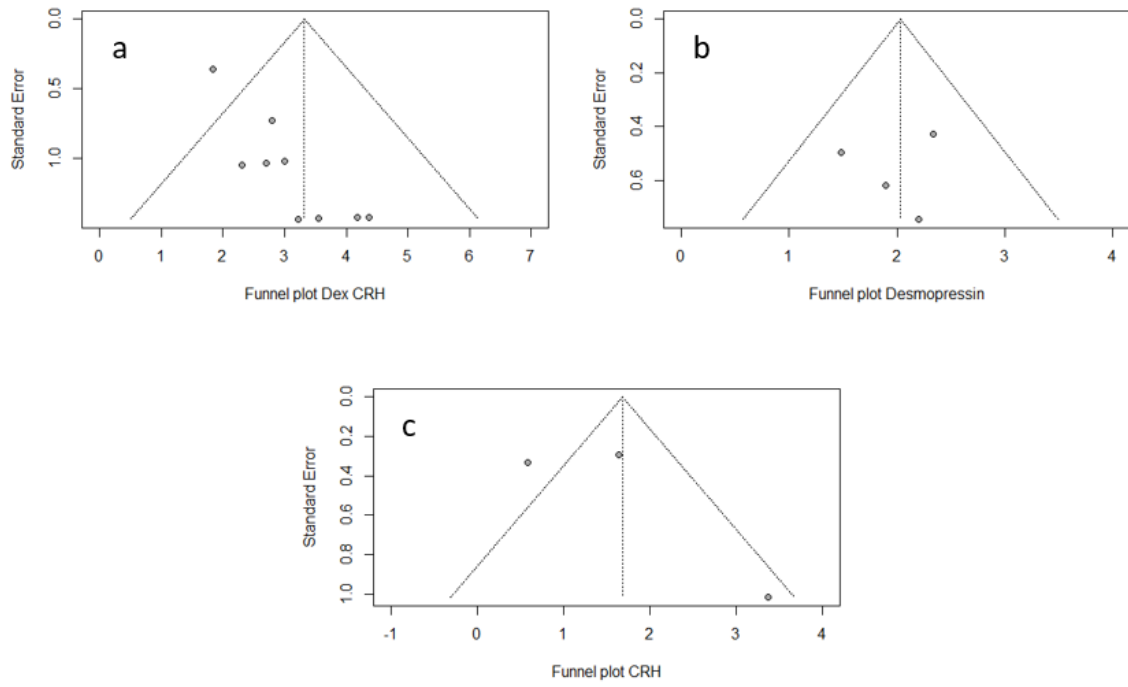 a
Standard Error
0.0
0.5
1.0
0 1 2 3 4 5 6 7
Funnel plot Dex CRH
b
Standard Error
0.0
0.2
0.4
0.6
0 1 2 3 4
Funnel plot Desmopressin
c
Standard Error
0.0
0.2
0.4
0.6
0.8
1.0
-1 0 1 2 3 4
Funnel plot CRH